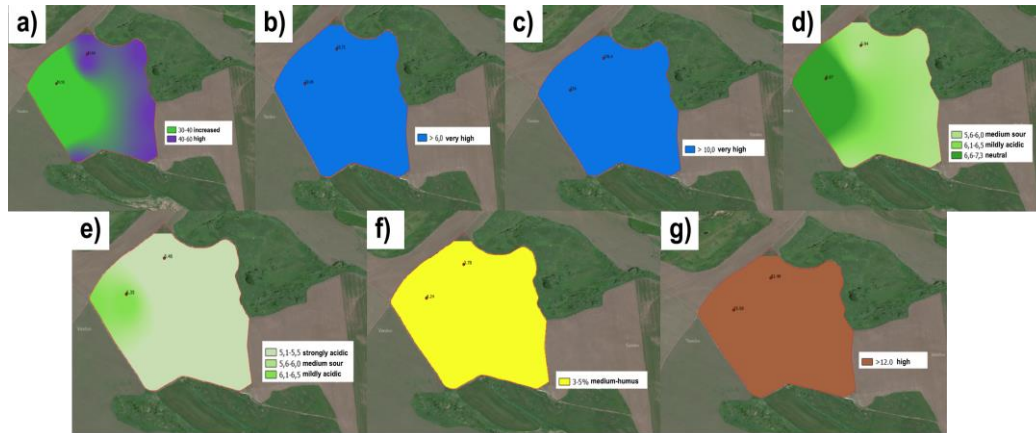 a)
30-40 increased
40-60 high
b)
> 6,0 very high
c)
> 10,0 very high
d)
5,6-6,0 medium sour
6,1-6,5 mildly acidic
6,6-7,3 neutral
e)
5,1-5,5 strongly acidic
5,6-6,0 medium sour
6,1-6,5 mildly acidic
f)
3-5% medium-humus
g)
>12.0 high